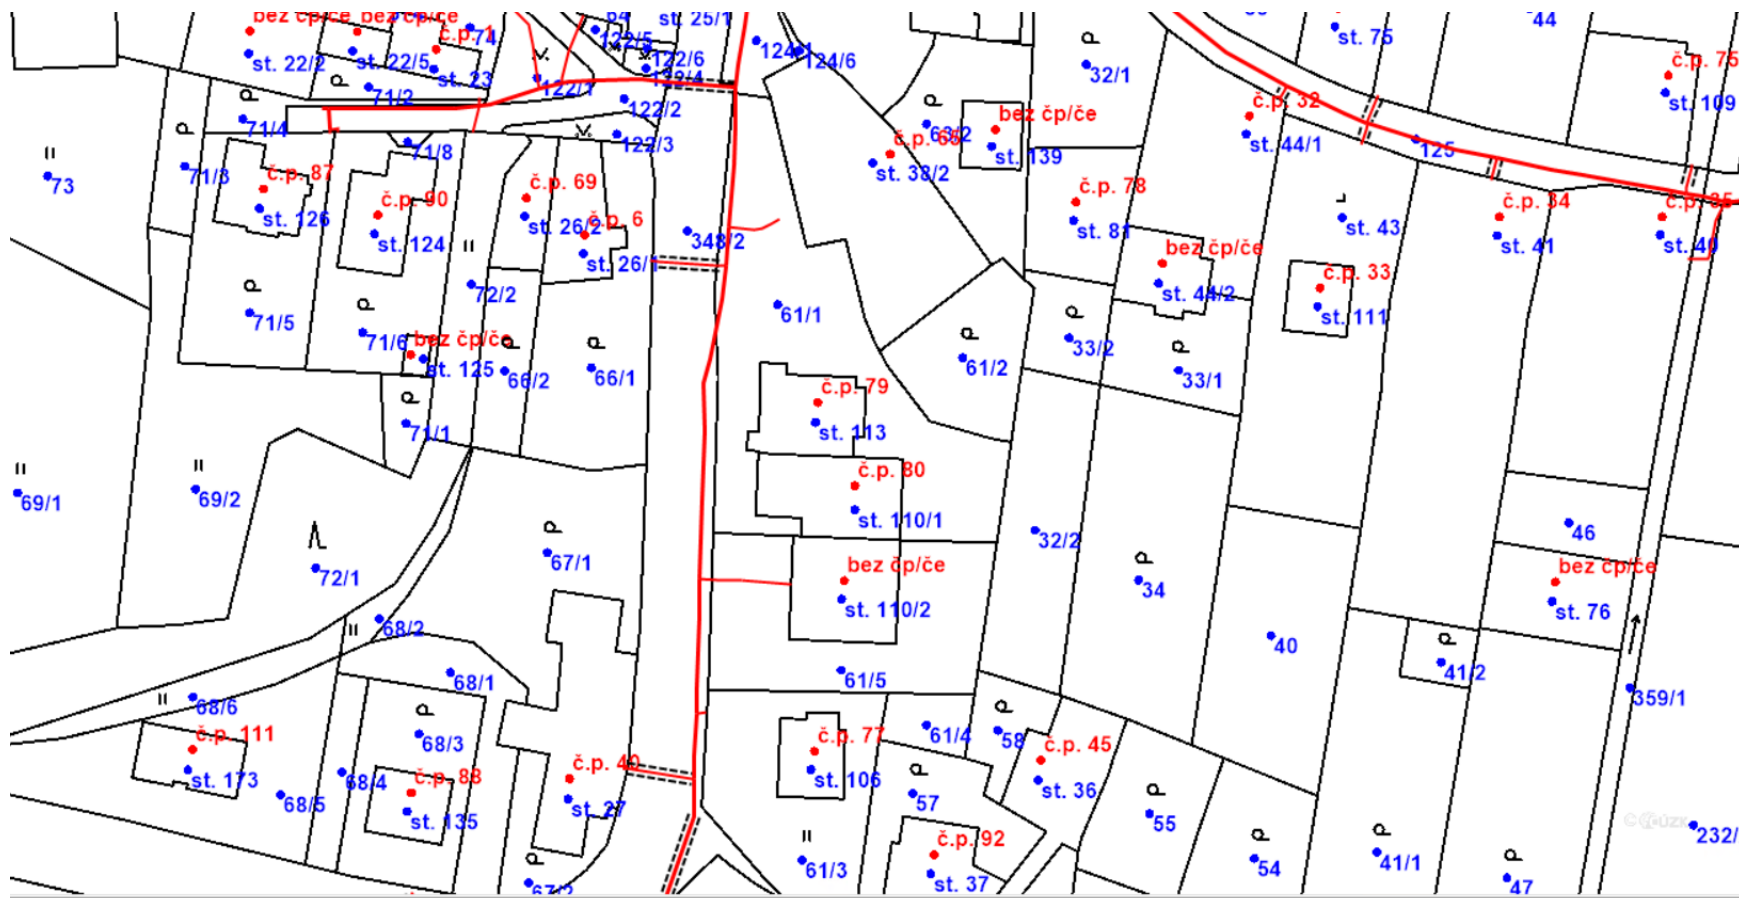 bez čp/če
bez čp/če
st. 25/1
44
st. 22/2
st. 22/5
č.p. 1
74
st. 23
71/2
122/5
122/6
122/4
122/1
122/2
122/3
124/6
32/1
st. 75
č.p. 75
st. 109
71/4
71/8
73
71/3
č.p. 87
st. 126
č.p. 90
st. 124
č.p. 69
st. 26/2
č.p. 6
st. 26/1
348/2
63/2
č.p. 65
st. 38/2
bez čp/če
st. 139
č.p. 32
st. 44/1
125
č.p. 78
st. 81
bez čp/če
st. 44/2
st. 43
č.p. 33
st. 111
č.p. 34
st. 41
č.p. 35
st. 40
71/5
71/6
bez čp/če
st. 125
72/2
66/2
66/1
61/1
61/2
33/2
33/1
71/1
č.p. 79
st. 113
č.p. 80
st. 110/1
bez čp/če
st. 110/2
69/1
69/2
72/1
67/1
32/2
34
40
46
bez čp/če
st. 76
41/2
359/1
68/2
68/1
68/6
č.p. 111
st. 173
68/3
68/4
68/5
č.p. 88
st. 135
č.p. 40
st. 27
67/2
61/5
č.p. 77
st. 106
61/4
58
č.p. 45
st. 36
57
55
č.p. 92
st. 37
61/3
54
41/1
47
232/
© ČÚZK